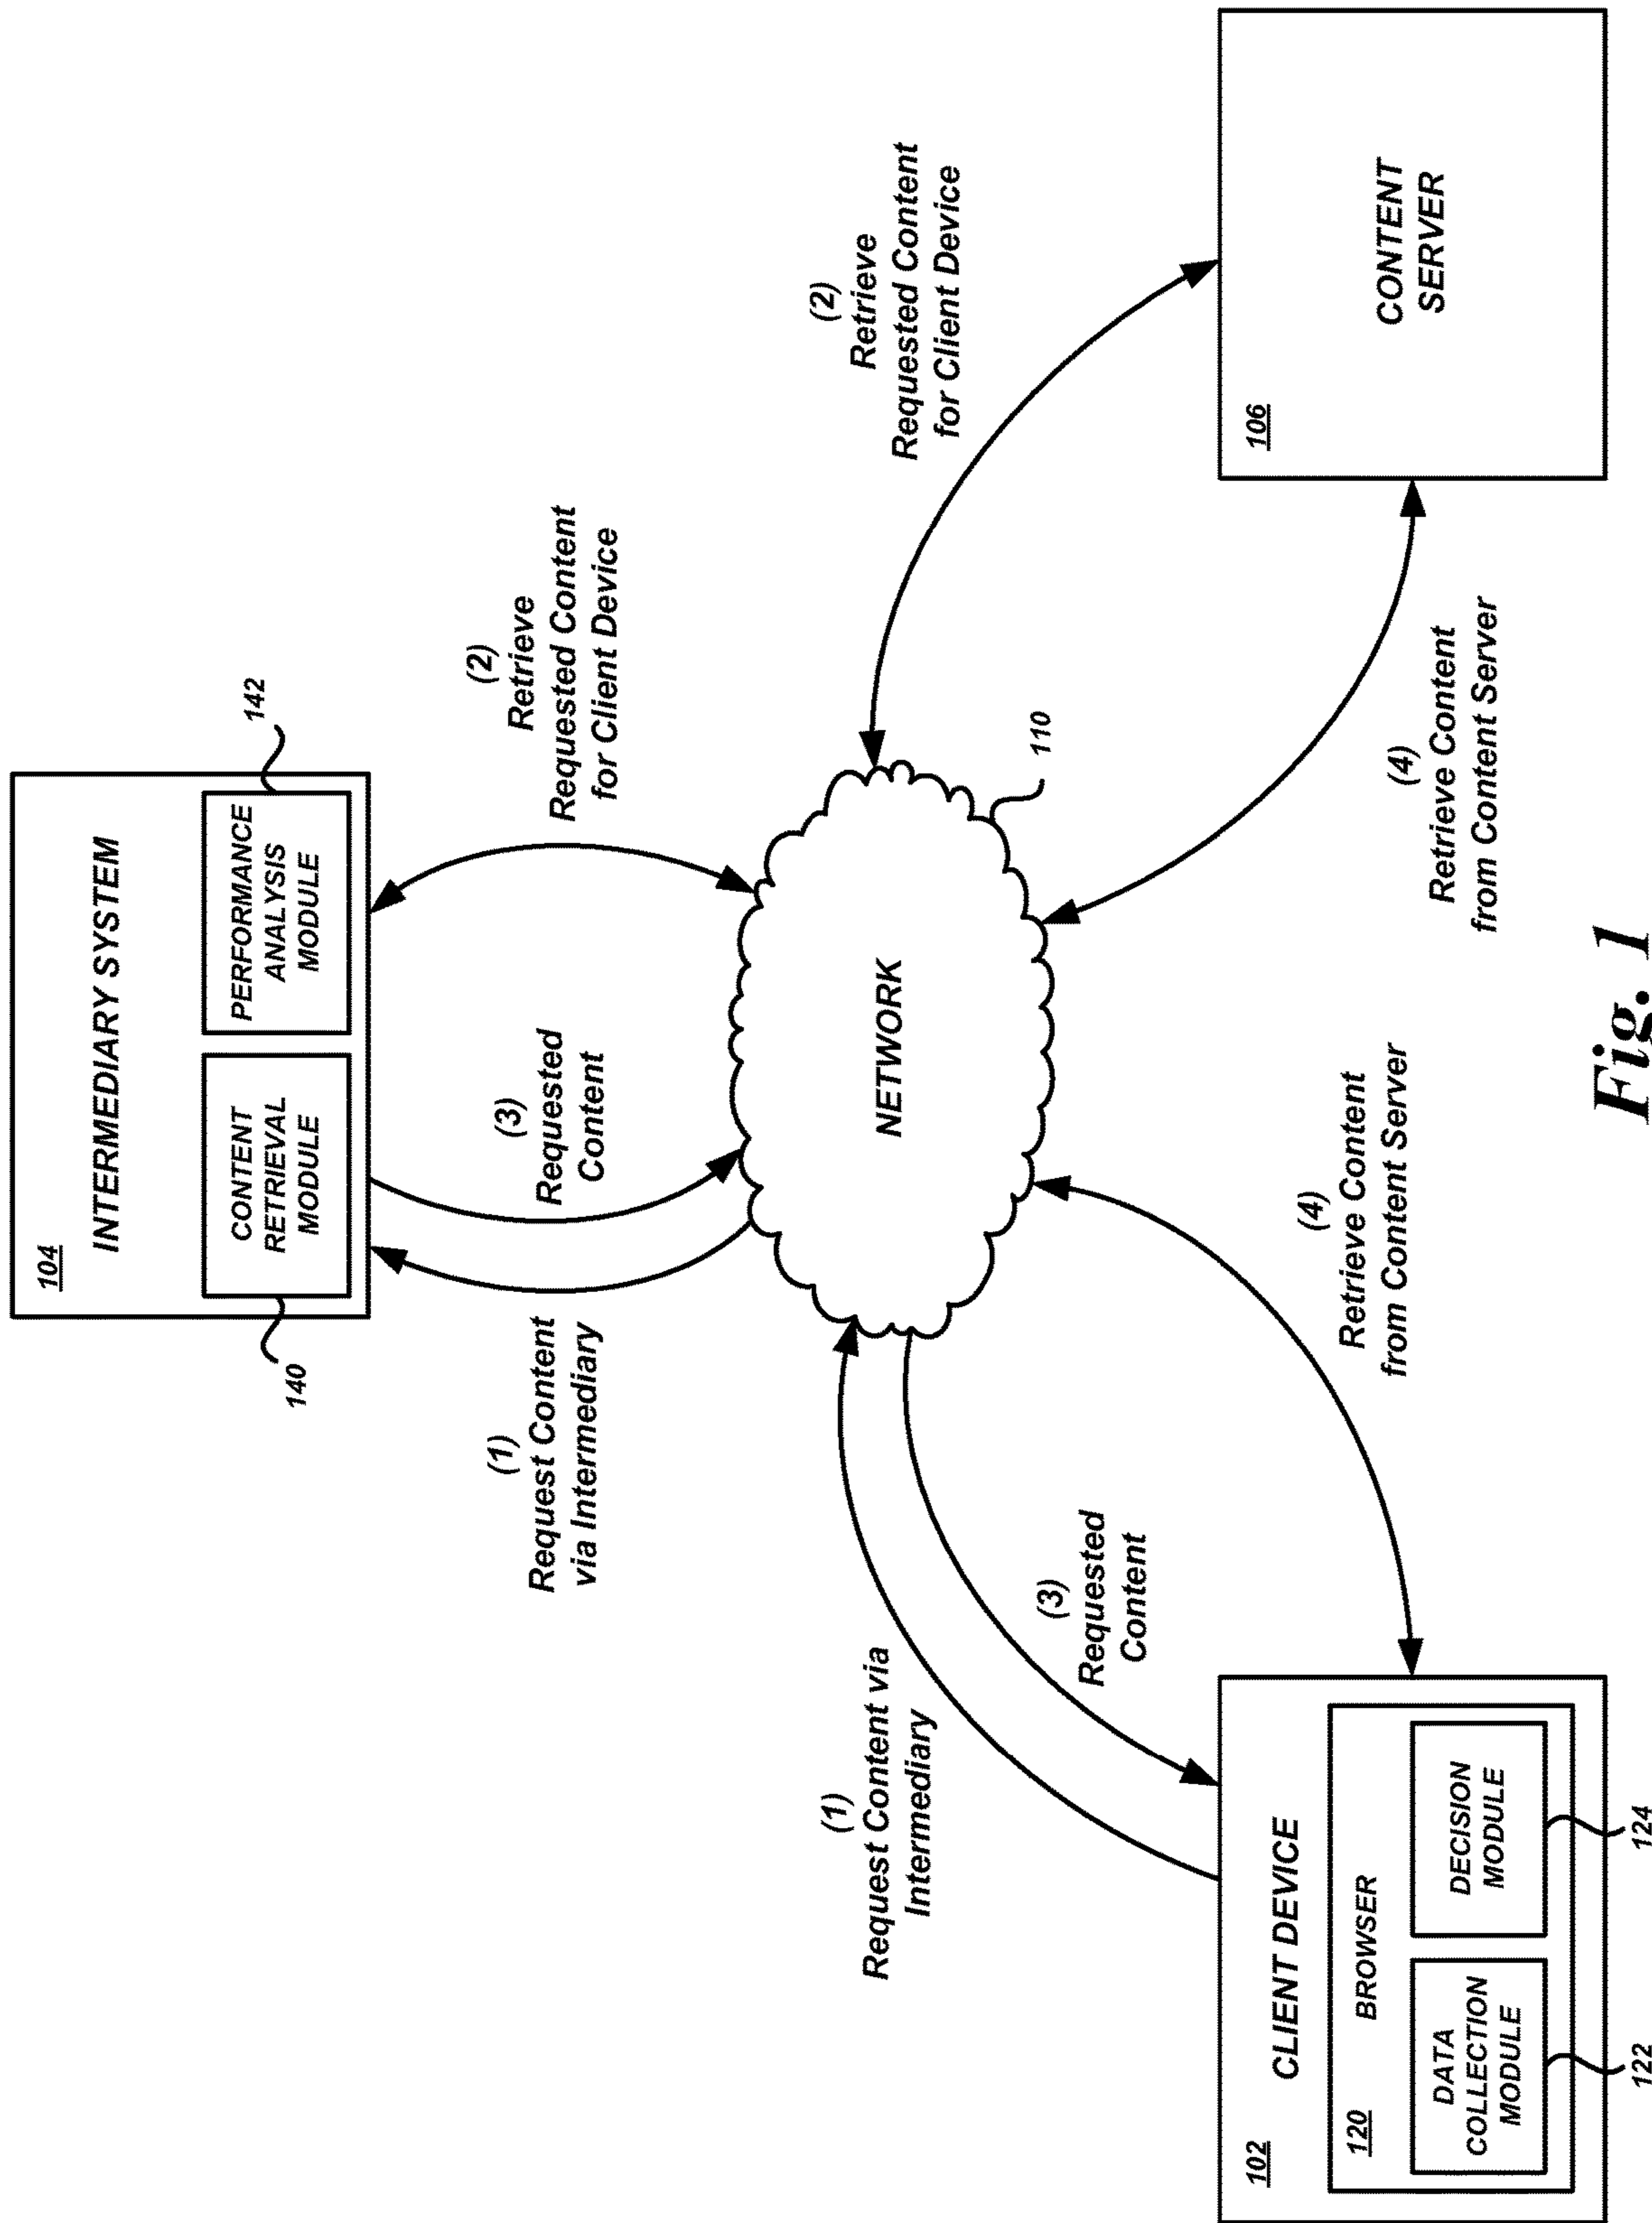 104
INTERMEDIARY SYSTEM
CONTENT
RETRIEVAL
MODULE
PERFORMANCE
ANALYSIS
MODULE
140
142
(1)
Request Content
via Intermediary
(3)
Requested
Content
(2)
Retrieve
Requested Content
for Client Device
(1)
Request Content via
Intermediary
(3)
Requested
Content
NETWORK
110
(2)
Retrieve
Requested Content
for Client Device
(4)
Retrieve Content
from Content Server
(4)
Retrieve Content
from Content Server
102
CLIENT DEVICE
120
BROWSER
DATA
COLLECTION
MODULE
DECISION
MODULE
122
124
106
CONTENT
SERVER
Fig. 1